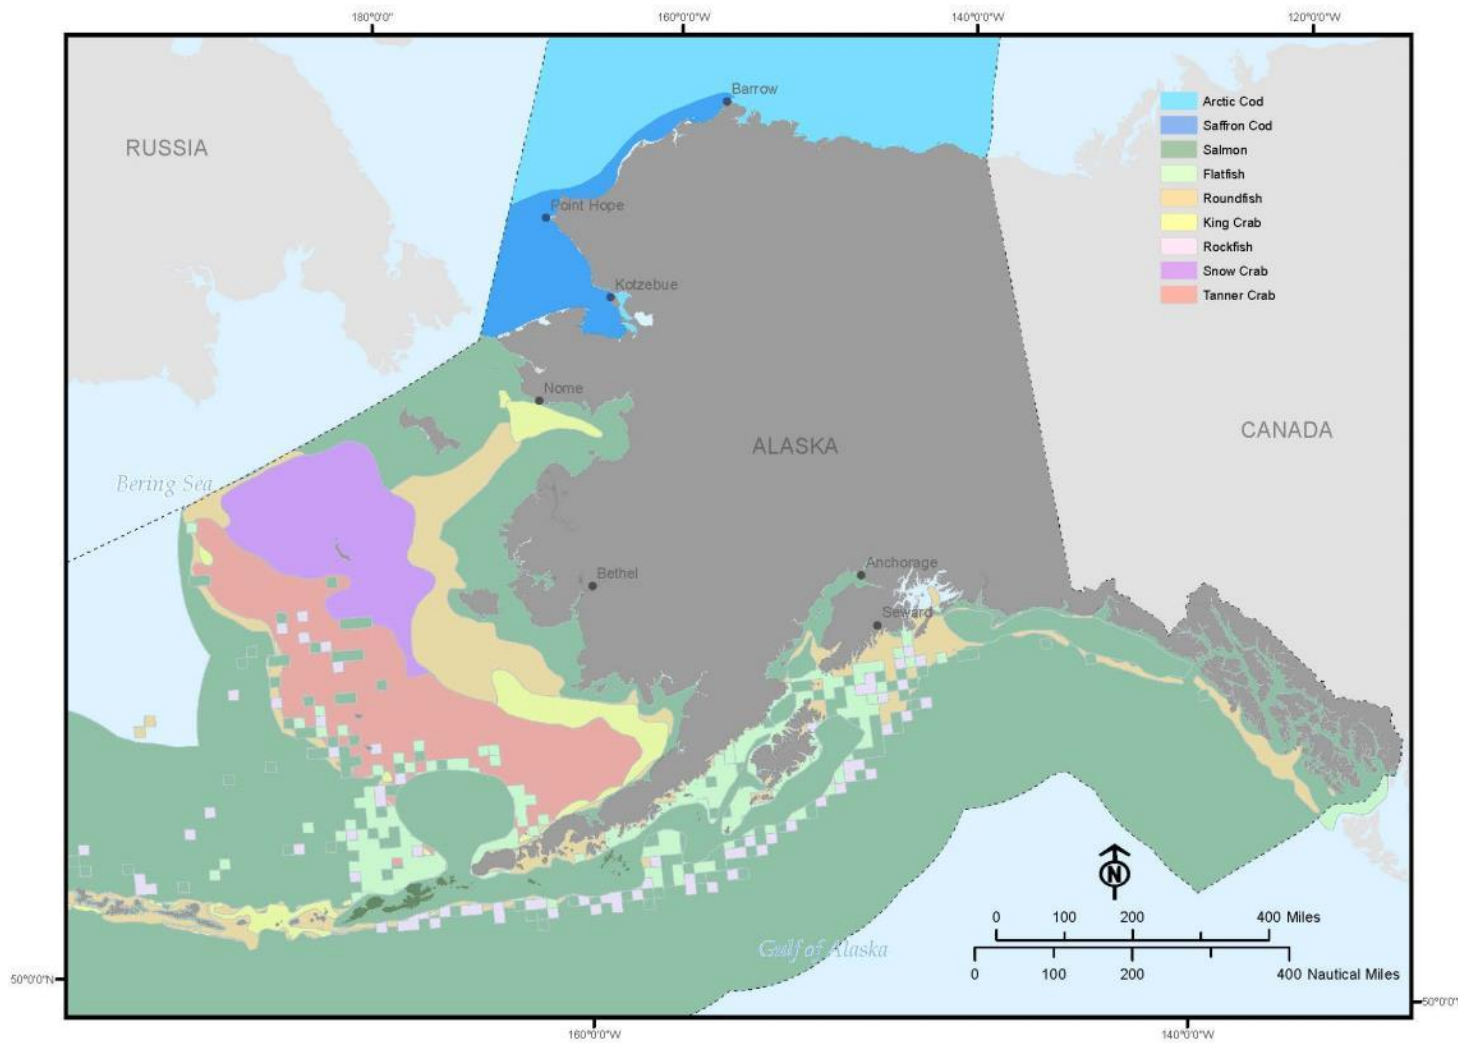 180°0'0"
160°0'0"W
140°0'0"W
120°0'0"W
Barrow
RUSSIA
Arctic Cod
Saffron Cod
Salmon
Flatfish
Roundfish
King Crab
Rockfish
Snow Crab
Tanner Crab
Point Hope
Kotzebue
Nome
ALASKA
CANADA
Bering Sea
Anchorage
Bethel
Seward
N
0 100 200 400 Miles
Gulf of Alaska
0 100 200 400 Nautical Miles
50°0'0"N
50°0'0"N
160°0'0"W
140°0'0"W